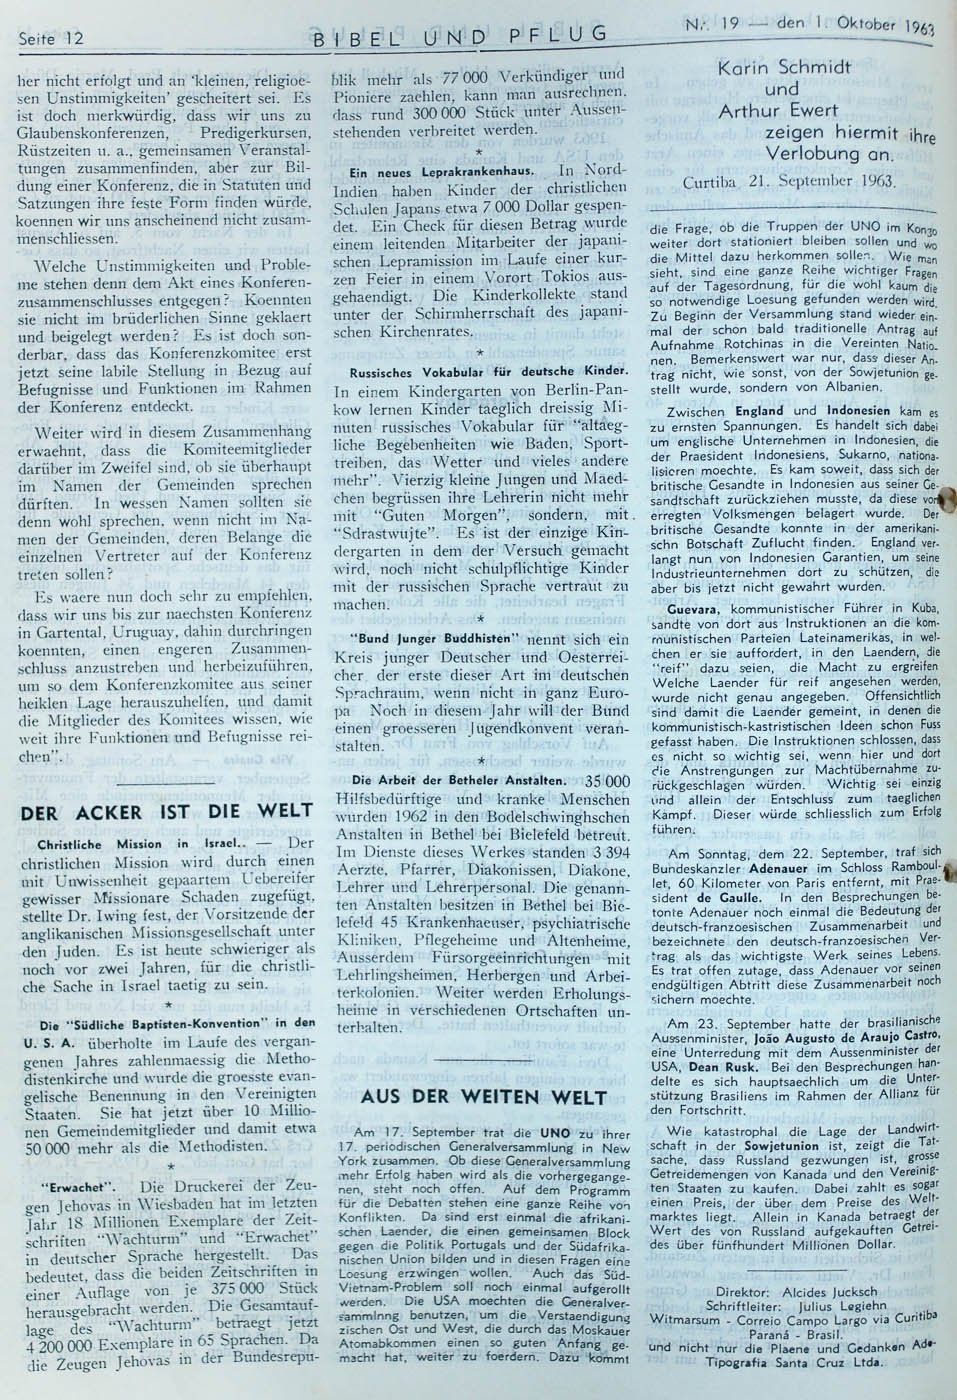 Seite 12
BIBEL UND PFLUG
Nr. 19 — den 1. Oktober 1963
her nicht erfolgt und an 'kleinen, religioe-
sen Unstimmigkeiten' gescheitert sei. Es
ist doch merkwürdig, dass wir uns zu
Glaubenskonferenzen, Predigerkursen,
Rüstzeiten u. a., gemeinsamen Veranstal-
tungen zusammenfinden, aber zur Bil-
dung einer Konferenz, die in Statuten und
Satzungen ihre feste Form finden würde,
koennen wir uns anscheinend nicht zusam-
menschliessen.
Welche Unstimmigkeiten und Proble-
me stehen denn dem Akt eines Konferen-
zusammenschlusses entgegen? Koennten
sie nicht im brüderlichen Sinne geklaert
und beigelegt werden? Es ist doch son-
derbar, dass das Konferenzkomitee erst
jetzt seine labile Stellung in Bezug auf
Befugnisse und Funktionen im Rahmen
der Konferenz entdeckt.
Weiter wird in diesem Zusammenhang
erwaehnt, dass die Komiteemitglieder
darüber im Zweifel sind, ob sie überhaupt
im Namen der Gemeinden sprechen
dürften. In wessen Namen sollten sie
denn wohl sprechen, wenn nicht im Na-
men der Gemeinden, deren Belange die
einzelnen Vertreter auf der Konferenz
treten sollen?
Es waere nun doch sehr zu empfehlen,
dass wir uns bis zur naechsten Konferenz
in Gartental, Uruguay, dahin durchringen
koennten, einen engeren Zusammen-
schluss anzustreben und herbeizuführen,
um so dem Konferenzkomitee aus seiner
heiklen Lage herauszuhelfen, und damit
die Mitglieder des Komitees wissen, wie
weit ihre Funktionen und Befugnisse rei-
chen".
DER ACKER IST DIE WELT
Christliche Mission in Israel.. — Der
christlichen Mission wird durch einen
mit Unwissenheit gepaartem Uebereifer
gewisser Missionare Schaden zugefügt,
stellte Dr. Iwing fest, der Vorsitzende der
anglikanischen Missionsgesellschaft unter
den Juden. Es ist heute schwieriger als
noch vor zwei Jahren, für die christli-
che Sache in Israel taetig zu sein.
*
Die "Südliche Baptisten-Konvention" in den
U. S. A. überholte im Laufe des vergan-
genen Jahres zahlenmaessig die Metho-
distenkirche und wurde die groesste evan-
gelische Benennung in den Vereinigten
Staaten. Sie hat jetzt über 10 Millio-
nen Gemeindemitglieder und damit etwa
50 000 mehr als die Methodisten.
*
"Erwachet". Die Druckerei der Zeu-
gen Jehovas in Wiesbaden hat im letzten
Jahr 18 Millionen Exemplare der Zeit-
schriften "Wachturm" und "Erwachet"
in deutscher Sprache hergestellt. Das
bedeutet, dass die beiden Zeitschriften in
einer Auflage von je 375 000 Stück
herausgebracht werden. Die Gesamtauf-
lage des "Wachturm" betraegt jetzt
4 200 000 Exemplare in 65 Sprachen. Da
die Zeugen Jehovas in der Bundesrepu-
blik mehr als 77 000 Verkündiger und
Pioniere zaehlen, kann man ausrechnen,
dass rund 300 000 Stück unter Aussen-
stehenden verbreitet werden.
*
Ein neues Leprakrankenhaus. In Nord-
Indien haben Kinder der christlichen
Schulen Japans etwa 7 000 Dollar gespen-
det. Ein Check für diesen Betrag wurde
einem leitenden Mitarbeiter der japani-
schen Lepramission im Laufe einer kur-
zen Feier in einem Vorort Tokios aus-
gehaendigt. Die Kinderkollekte stand
unter der Schirmherrschaft des japani-
schen Kirchenrates.
*
Russisches Vokabular für deutsche Kinder.
In einem Kindergarten von Berlin-Pan-
kow lernen Kinder taeglich dreissig Mi-
nuten russisches Vokabular für "altaeg-
liche Begebenheiten wie Baden, Sport-
treiben, das Wetter und vieles andere
mehr". Vierzig kleine Jungen und Maed-
chen begrüssen ihre Lehrerin nicht mehr
mit "Guten Morgen", sondern, mit
"Sdrastwujte". Es ist der einzige Kin-
dergarten in dem der Versuch gemacht
wird, noch nicht schulpflichtige Kinder
mit der russischen Sprache vertraut zu
machen.
*
"Bund Junger Buddhisten" nennt sich ein
Kreis junger Deutscher und Oesterrei-
cher, der erste dieser Art im deutschen
Sprachraum, wenn nicht in ganz Euro-
pa Noch in diesem Jahr will der Bund
einen groesseren Jugendkonvent veran-
stalten.
*
Die Arbeit der Betheler Anstalten. 35 000
Hilfsbedürftige und kranke Menschen
wurden 1962 in den Bodelschwinghschen
Anstalten in Bethel bei Bielefeld betreut.
Im Dienste dieses Werkes standen 3 394
Aerzte, Pfarrer, Diakonissen, Diakone,
Lehrer und Lehrerpersonal. Die genann-
ten Anstalten besitzen in Bethel bei Bie-
lefeld 45 Krankenhaeuser, psychiatrische
Kliniken, Pflegeheime und Altenheime,
Ausserdem Fürsorgeeinrichtungen mit
Lehrlingsheimen, Herbergen und Arbei-
terkolonien. Weiter werden Erholungs-
heime in verschiedenen Ortschaften un-
terhalten.
AUS DER WEITEN WELT
Am 17. September trat die UNO zu ihrer
17. periodischen Generalversammlung in New
York zusammen. Ob diese Generalversammlung
mehr Erfolg haben wird als die vorhergegange-
nen, steht noch offen. Auf dem Programm
für die Debatten stehen eine ganze Reihe von
Konflikten. Da sind erst einmal die afrikani-
schen Laender, die einen gemeinsamen Block
gegen die Politik Portugals und der Südafrika-
nischen Union bilden und in diesen Fragen eine
Loesung erzwingen wollen. Auch das Süd-
Vietnam-Problem soll noch einmal aufgerollt
werden. Die USA moechten die Generalver-
sammlnng benutzen, um die Verstaendigung
zwischen Ost und West, die durch das Moskauer
Atomabkommen einen so guten Anfang ge-
macht hat, weiter zu foerdern. Dazu kommt
Karin Schmidt
und
Arthur Ewert
zeigen hiermit ihre
Verlobung an.
Curtiba 21. September 1963.
die Frage, ob die Truppen der UNO im Kongo
weiter dort stationiert bleiben sollen und wo
die Mittel dazu herkommen sollen. Wie man
sieht, sind eine ganze Reihe wichtiger Fragen
auf der Tagesordnung, für die wohl kaum die
so notwendige Loesung gefunden werden wird.
Zu Beginn der Versammlung stand wieder ein-
mal der schon bald traditionelle Antrag auf
Aufnahme Rotchinas in die Vereinten Natio-
nen. Bemerkenswert war nur, dass dieser An-
trag nicht, wie sonst, von der Sowjetunion ge-
stellt wurde, sondern von Albanien.
Zwischen England und Indonesien kam es
zu ernsten Spannungen. Es handelt sich dabei
um englische Unternehmen in Indonesien, die
der Praesident Indonesiens, Sukarno, nationa-
lisieren moechte. Es kam soweit, dass sich der
britische Gesandte in Indonesien aus seiner Ge-
sandtschaft zurückziehen musste, da diese von
erregten Volksmengen belagert wurde. Der
britische Gesandte konnte in der amerikani-
schn Botschaft Zuflucht finden. England ver-
langt nun von Indonesien Garantien, um seine
Industrieunternehmen dort zu schützen, die
aber bis jetzt nicht gewahrt wurden.
Guevara, kommunistischer Führer in Kuba,
sandte von dort aus Instruktionen an die kom-
munistischen Parteien Lateinamerikas, in wel-
chen er sie auffordert, in den Laendern, die
"reif" dazu seien, die Macht zu ergreifen
Welche Laender für reif angesehen werden,
wurde nicht genau angegeben. Offensichtlich
sind damit die Laender gemeint, in denen die
kommunistisch-kastristischen Ideen schon Fuss
gefasst haben. Die Instruktionen schlossen, dass
es nicht so wichtig sei, wenn hier und dort
die Anstrengungen zur Machtübernahme zu-
rückgeschlagen würden. Wichtig sei einzig
und allein der Entschluss zum taeglichen
Kampf. Dieser würde schliesslich zum Erfolg
führen.
Am Sonntag, dem 22. September, traf sich
Bundeskanzler Adenauer im Schloss Ramboul-
let, 60 Kilometer von Paris entfernt, mit Prae-
sident de Gaulle. In den Besprechungen be-
tonte Adenauer noch einmal die Bedeutung der
deutsch-franzoesischen Zusammenarbeit und
bezeichnete den deutsch-franzoesischen Ver-
trag als das wichtigste Werk seines Lebens.
Es trat offen zutage, dass Adenauer vor seinen
endgültigen Abtritt diese Zusammenarbeit noch
sichern moechte.
Am 23. September hatte der brasilianische
Aussenminister, João Augusto de Araujo Castro,
eine Unterredung mit dem Aussenminister der
USA, Dean Rusk. Bei den Besprechungen han-
delte es sich hauptsaechlich um die Unter-
stützung Brasiliens im Rahmen der Allianz für
den Fortschritt.
Wie katastrophal die Lage der Landwirt-
schaft in der Sowjetunion ist, zeigt die Tat-
sache, dass Russland gezwungen ist, grosse
Getreidemengen von Kanada und den Vereinig-
ten Staaten zu kaufen. Dabei zahlt es sogar
einen Preis, der über dem Preise des Welt-
marktes liegt. Allein in Kanada betraegt der
Wert des von Russland aufgekauften Getrei-
des über fünfhundert Millionen Dollar.
Direktor: Alcides Jucksch
Schriftleiter: Julius Legiehn
Witmarsum - Correio Campo Largo via Curitiba
Paraná - Brasil.
und nicht nur die Plaene und Gedanken Ade-
Tipografia Santa Cruz Ltda.